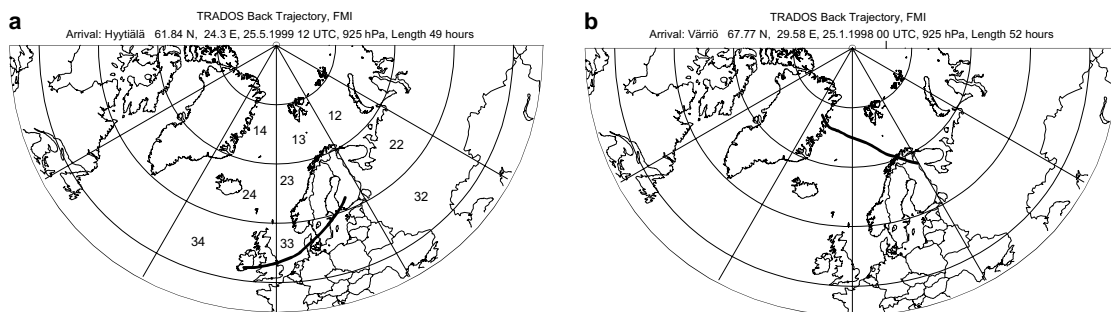 a
TRADOS Back Trajectory, FMI
Arrival: Hyytiälä 61.84 N, 24.3 E, 25.5.1999 12 UTC, 925 hPa, Length 49 hours
12
14
13
22
23
24
32
34
33
b
TRADOS Back Trajectory, FMI
Arrival: Värriö 67.77 N, 29.58 E, 25.1.1998 00 UTC, 925 hPa, Length 52 hours